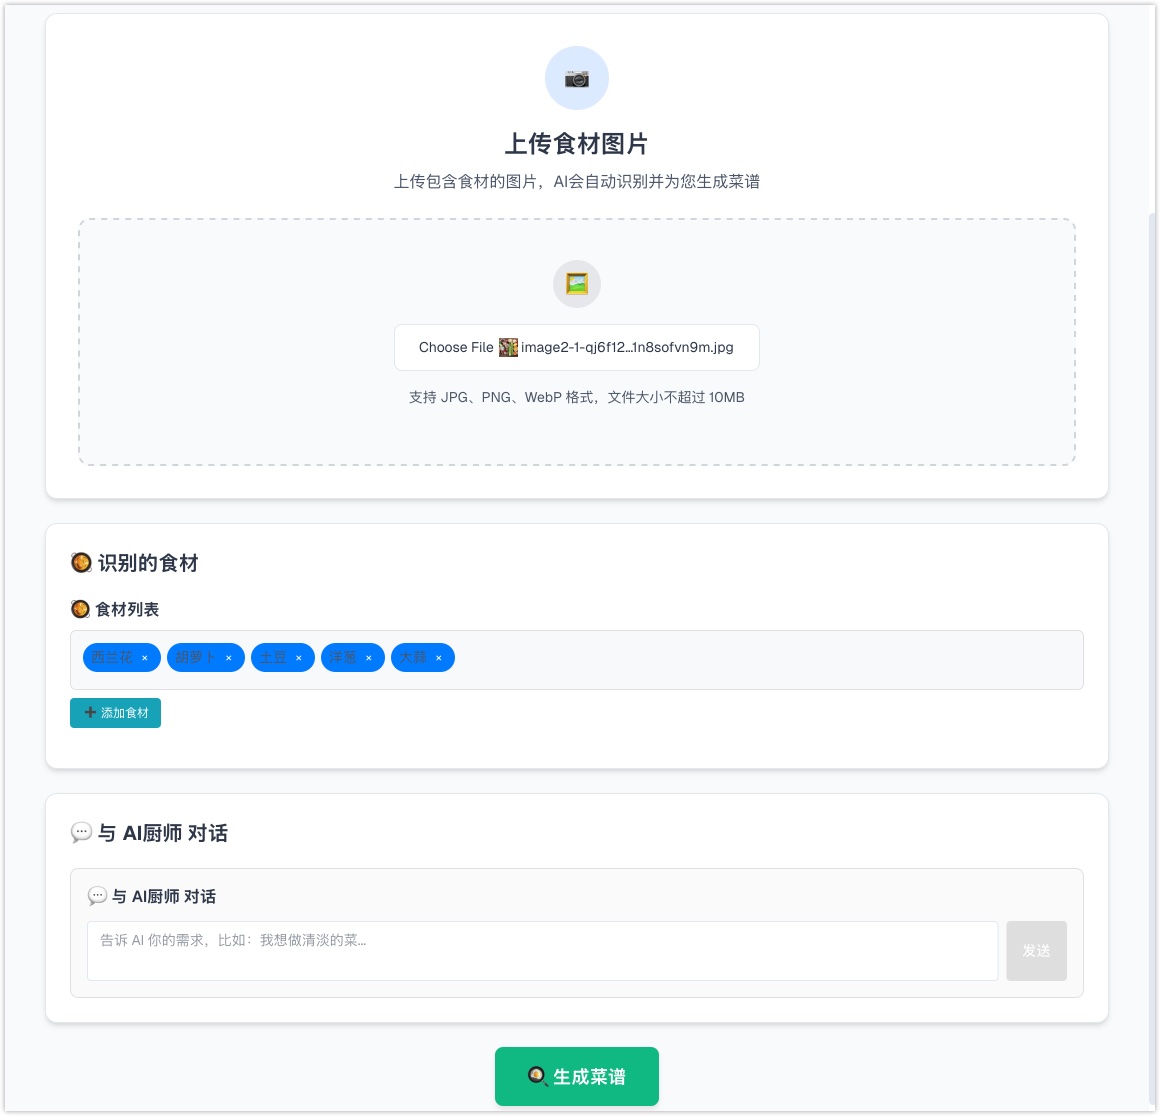 上传食材图片
上传包含食材的图片，AI会自动识别并为您生成菜谱
Choose File image2-1-qj6f12...1n8sofvn9m.jpg
支持 JPG、PNG、WebP 格式，文件大小不超过 10MB
识别的食材
食材列表
西兰花 × 胡萝卜 × 土豆 × 洋葱 × 大蒜 ×
添加食材
与 AI厨师 对话
与 AI厨师 对话
告诉 AI 你的需求，比如：我想做清淡的菜...
发送
生成菜谱